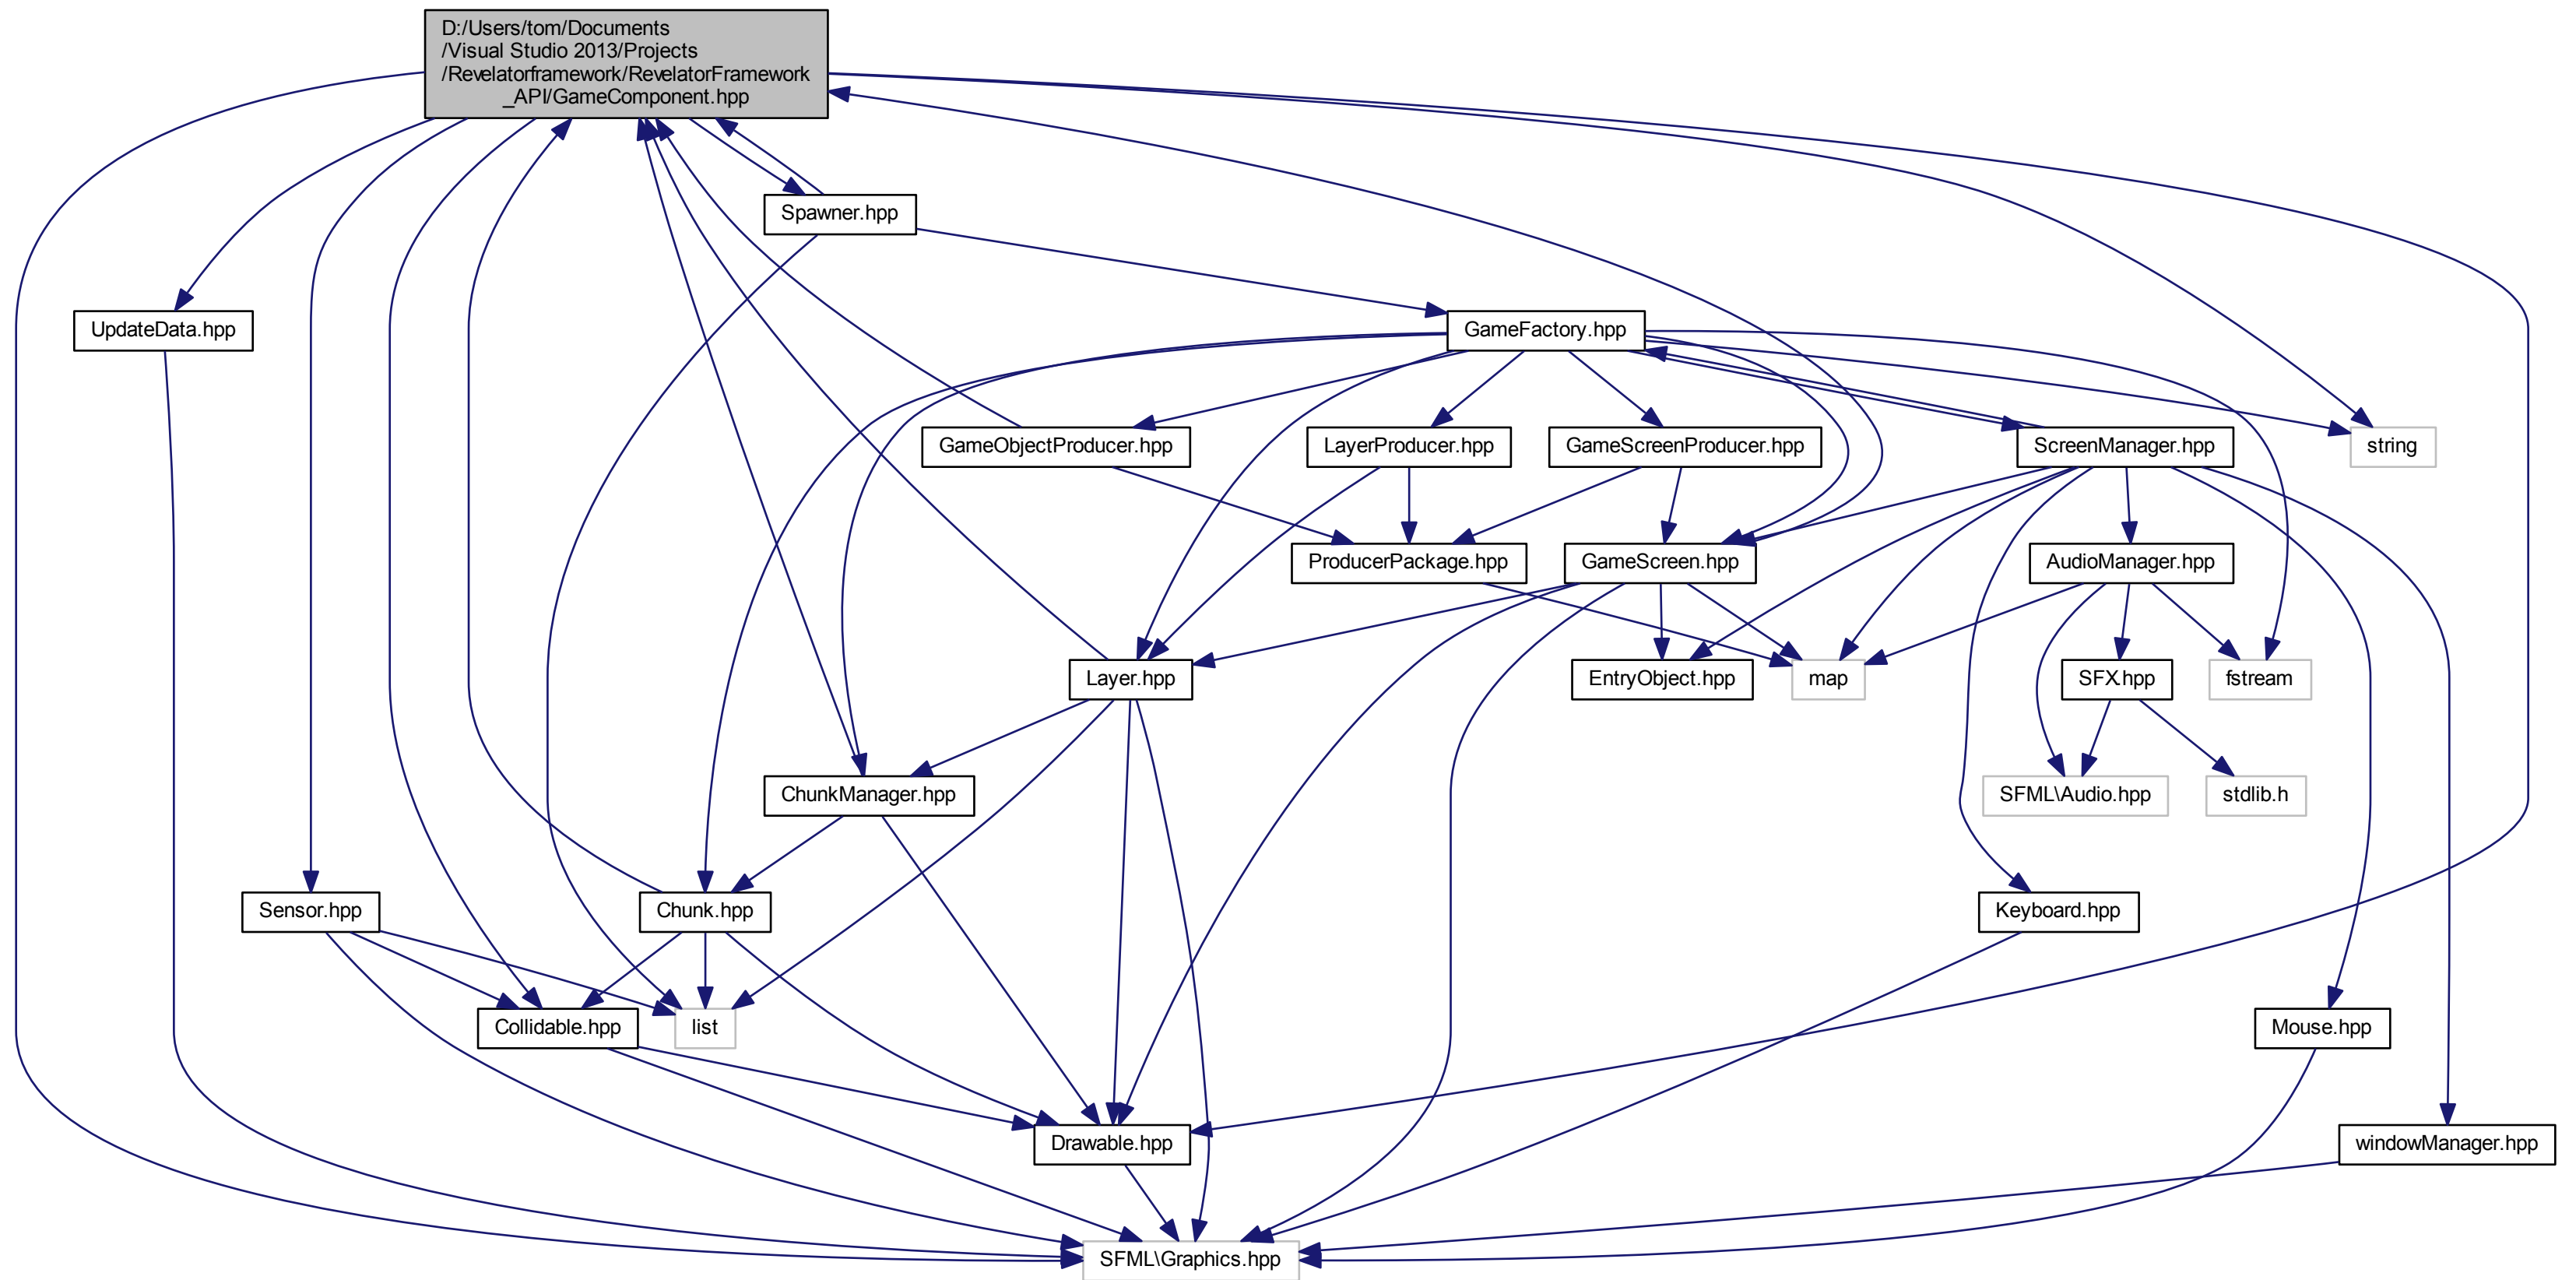 D:/Users/tom/Documents
/Visual Studio 2013/Projects
/Revelatorframework/RevelatorFramework
_API/GameComponent.hpp
Spawner.hpp
UpdateData.hpp
GameFactory.hpp
GameObjectProducer.hpp
LayerProducer.hpp
GameScreenProducer.hpp
ScreenManager.hpp
string
ProducerPackage.hpp
GameScreen.hpp
AudioManager.hpp
Layer.hpp
EntryObject.hpp
map
SFX.hpp
fstream
ChunkManager.hpp
SFML\Audio.hpp
stdlib.h
Sensor.hpp
Chunk.hpp
Keyboard.hpp
Collidable.hpp
list
Mouse.hpp
Drawable.hpp
windowManager.hpp
SFML\Graphics.hpp